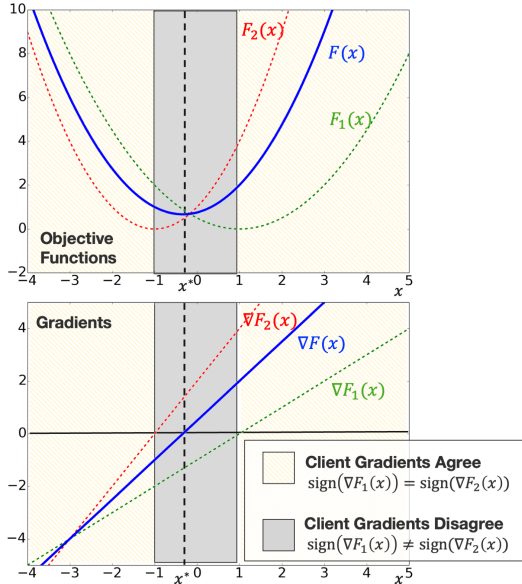 10
8
6
4
2
0
−2
F₂(x)
F(x)
F₁(x)
Objective
Functions
−4 −3 −2 −1 0 1 2 3 4 5
x* x
Gradients
4
2
0
−2
−4
∇F₂(x)
∇F(x)
∇F₁(x)
Client Gradients Agree
sign(∇F₁(x)) = sign(∇F₂(x))
Client Gradients Disagree
sign(∇F₁(x)) ≠ sign(∇F₂(x))
−4 −3 −2 −1 0 1 2 3 4 5
x* x